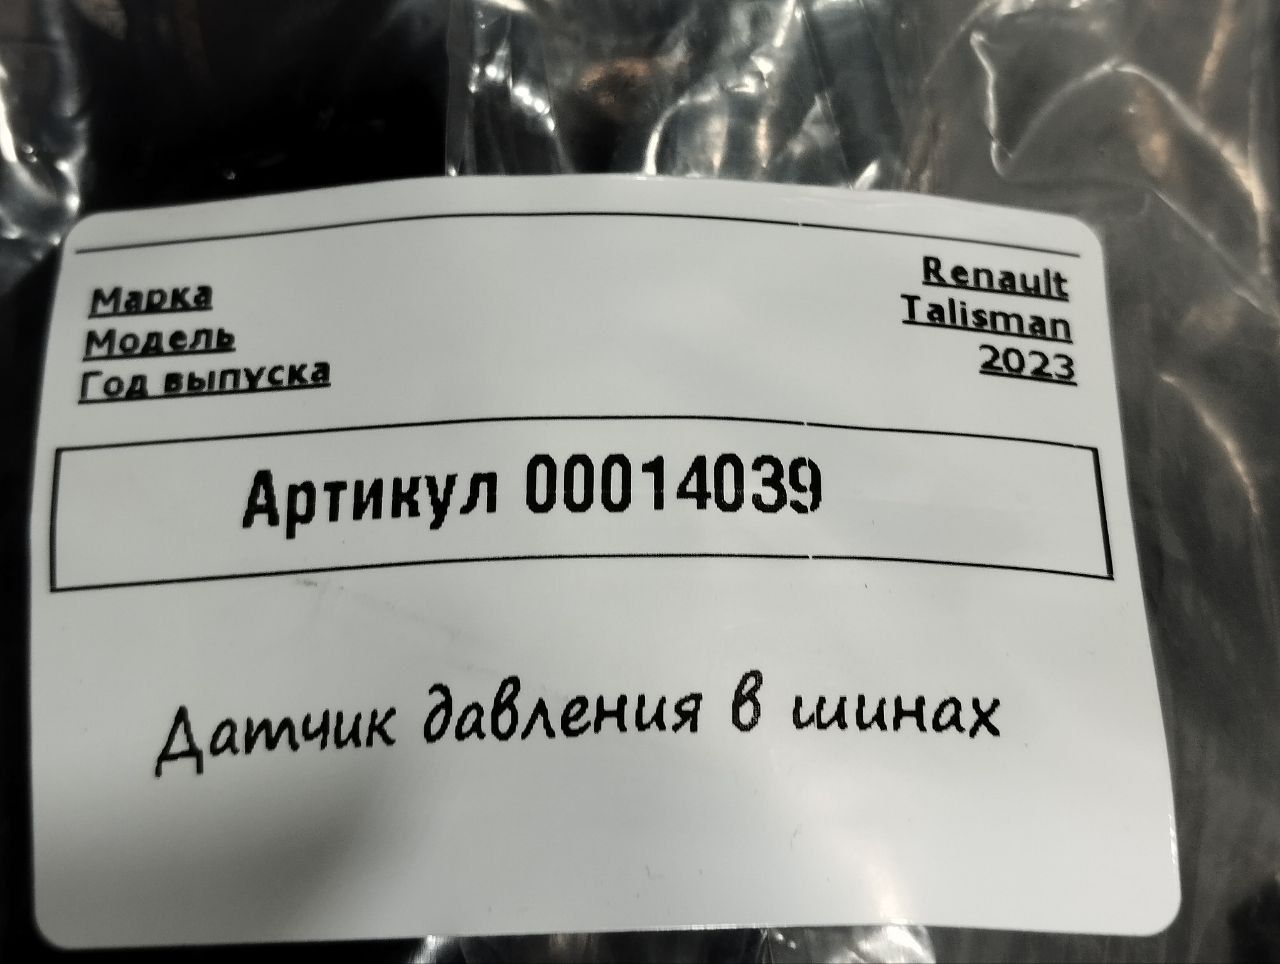 Марка Renault
Модель Talisman
Год выпуска 2023
Артикул 00014039
Датчик давления в шинах